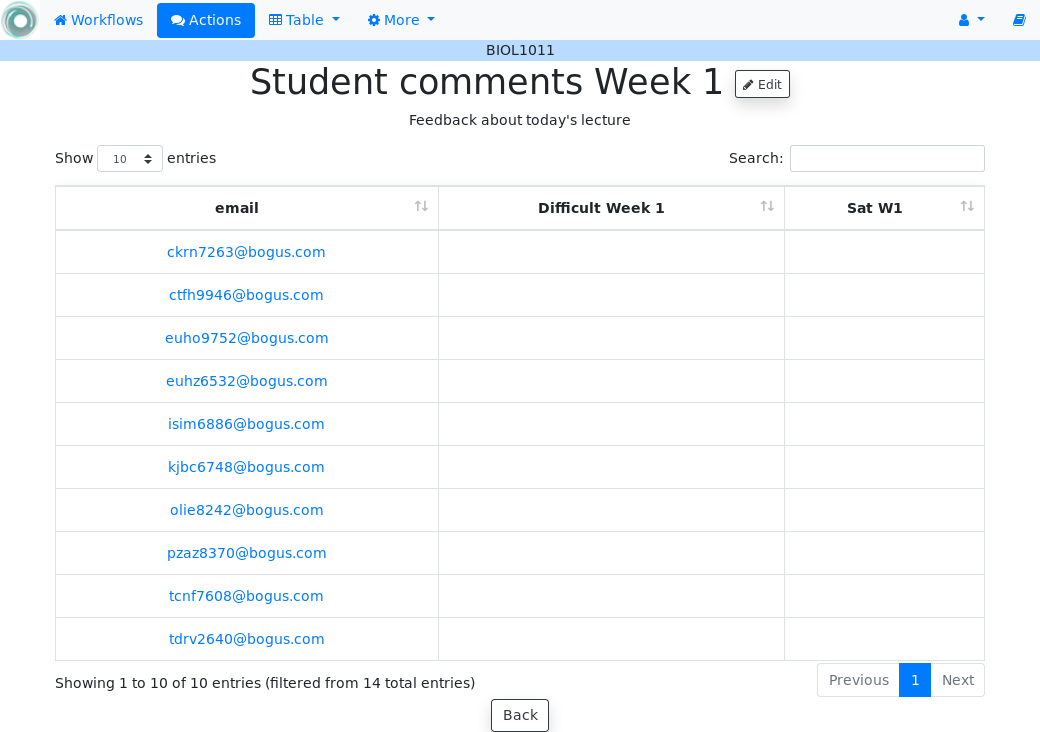 Workflows Actions Table More
BIOL1011
Student comments Week 1 Edit
Feedback about today's lecture
Show 10 entries Search:
email Difficult Week 1 Sat W1
ckrn7263@bogus.com
ctfh9946@bogus.com
euho9752@bogus.com
euhz6532@bogus.com
isim6886@bogus.com
kjbc6748@bogus.com
olie8242@bogus.com
pzaz8370@bogus.com
tcnf7608@bogus.com
tdrv2640@bogus.com
Showing 1 to 10 of 10 entries (filtered from 14 total entries) Previous 1 Next
Back